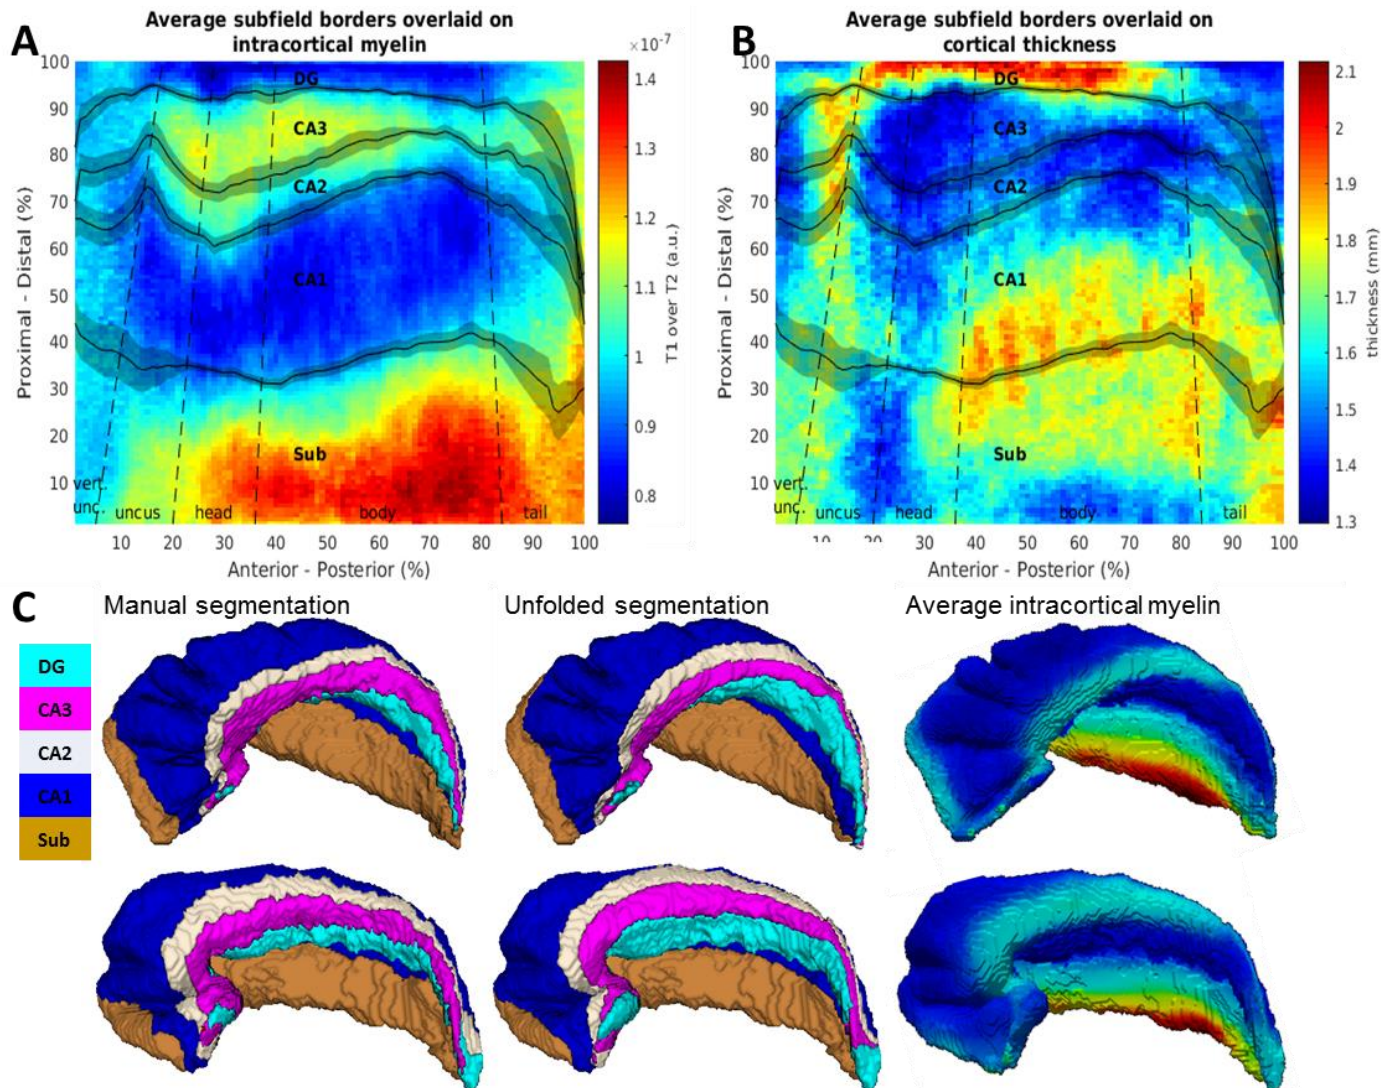 A
Average subfield borders overlaid on
intracortical myelin
×10⁻⁷
100
90
80
70
60
50
40
30
20
10
Proximal - Distal (%)
DG
CA3
CA2
CA1
Sub
vert.
unc.
uncus
head
body
tail
10 20 30 40 50 60 70 80 90 100
Anterior - Posterior (%)
1.4
1.3
1.2
1.1
1
0.9
0.8
T1 over T2 (a.u.)
B
Average subfield borders overlaid on
cortical thickness
100
90
80
70
60
50
40
30
20
10
Proximal - Distal (%)
DG
CA3
CA2
CA1
Sub
vert.
unc.
uncus
head
body
tail
10 20 30 40 50 60 70 80 90 100
Anterior - Posterior (%)
2.1
2
1.9
1.8
1.7
1.6
1.5
1.4
1.3
thickness (mm)
C
Manual segmentation
Unfolded segmentation
Average intracortical myelin
DG
CA3
CA2
CA1
Sub